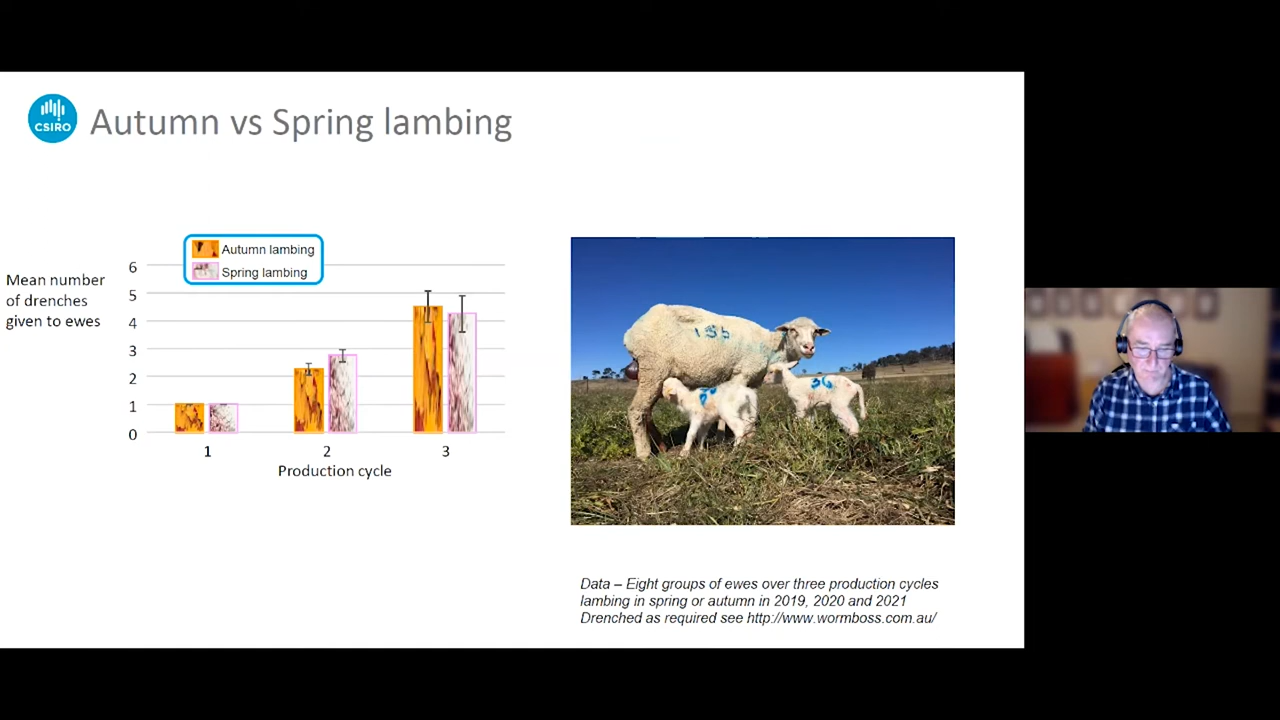 CSIRO
Autumn vs Spring lambing
Autumn lambing
Spring lambing
Mean number
of drenches
given to ewes
6
5
4
3
2
1
0
1
2
3
Production cycle
156
36
Data – Eight groups of ewes over three production cycles
lambing in spring or autumn in 2019, 2020 and 2021
Drenched as required see http://www.wormboss.com.au/